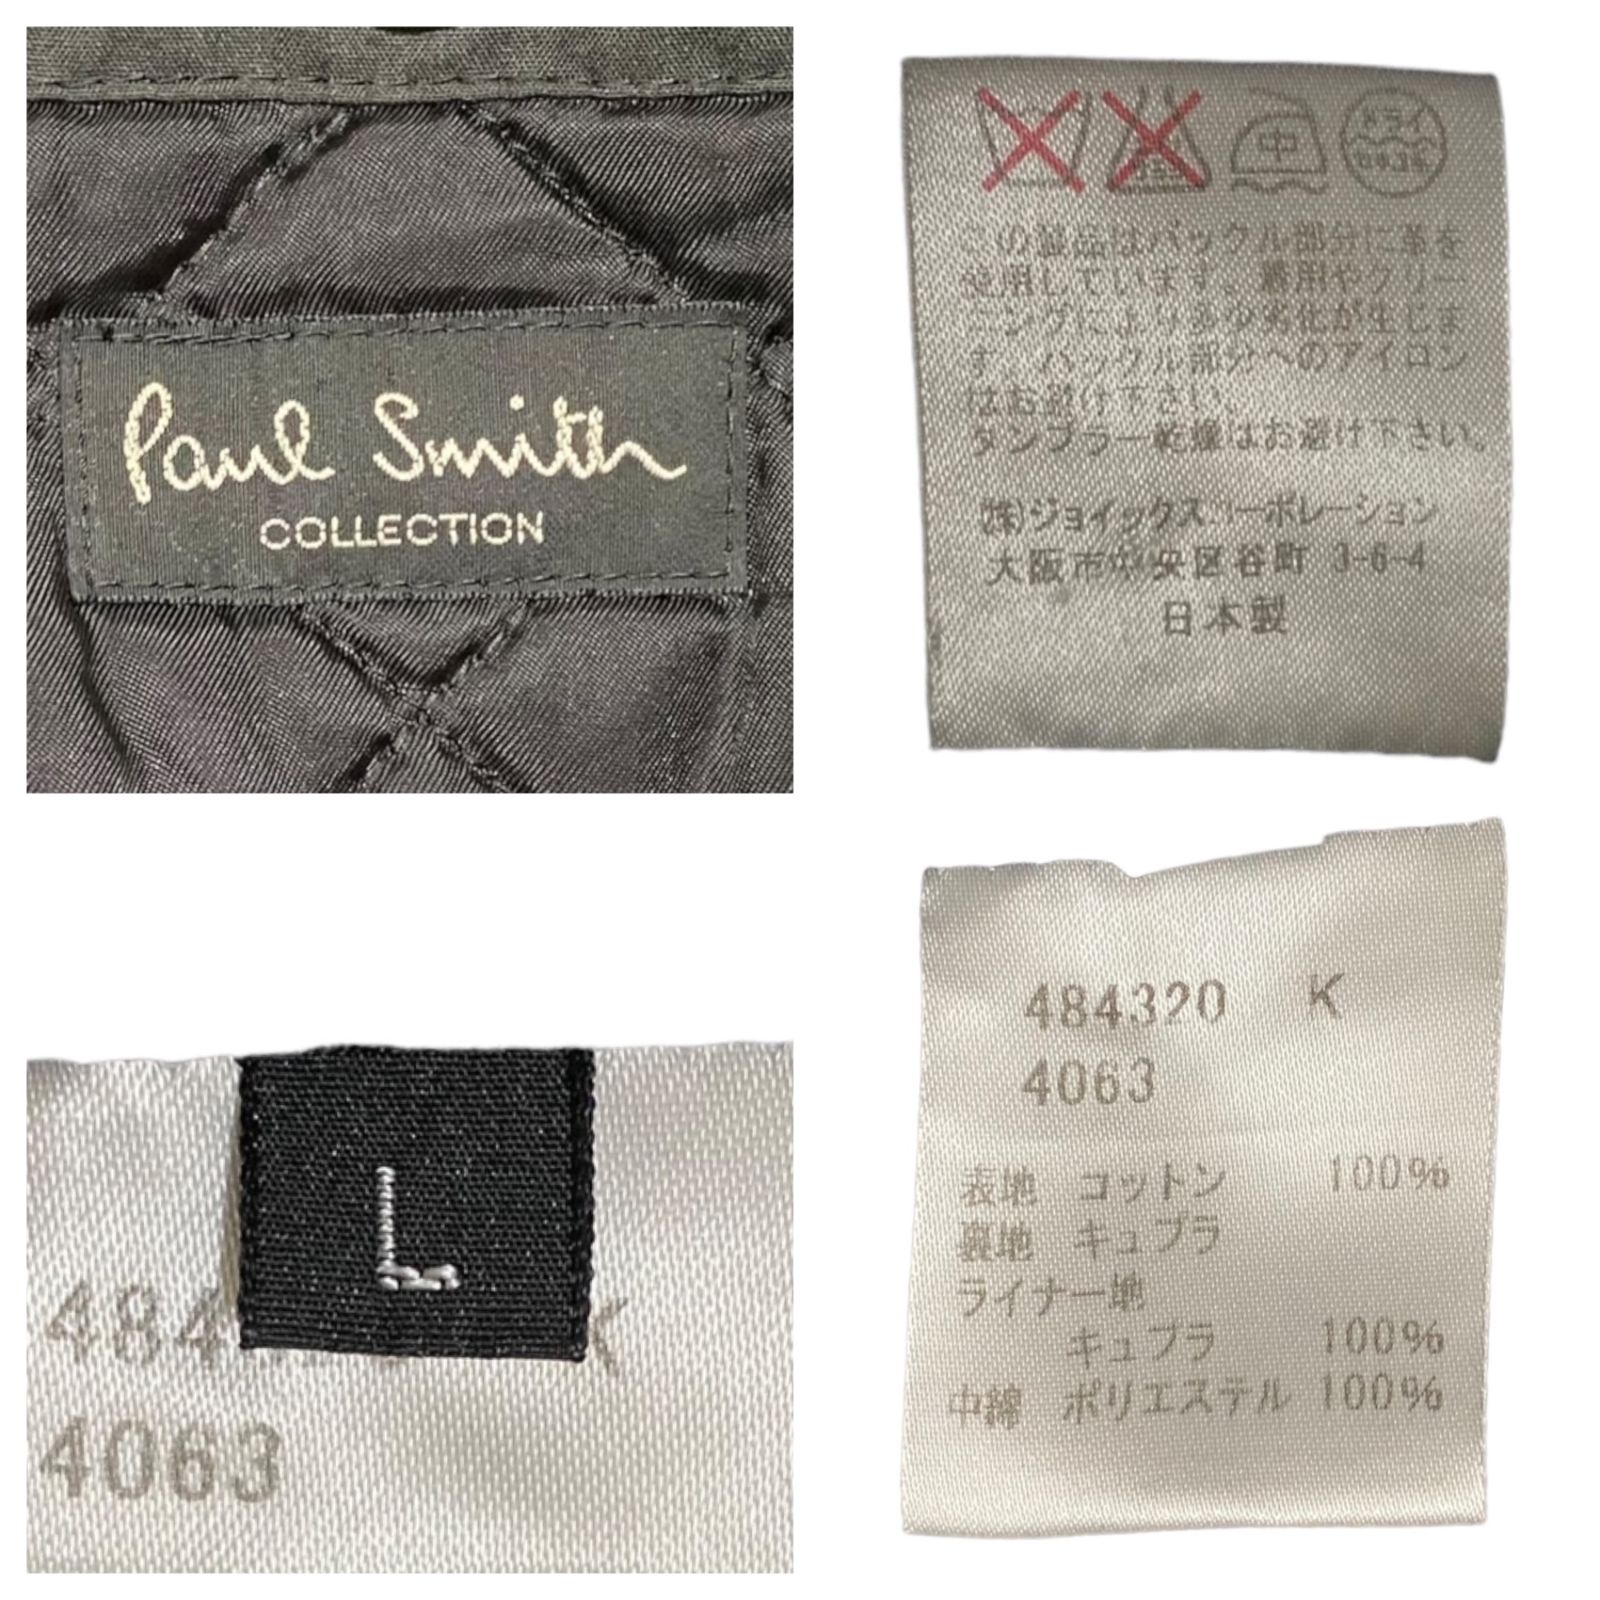 Paul Smith
COLLECTION
中
ドライ
この製品はバックル部分に革を
使用しています。着用やクリー
ニングにより多少劣化が生じま
す。バックル部分へのアイロン
はお避け下さい。
タンブラー乾燥はお避け下さい。
(株)ジョイックスコーポレーション
大阪市中央区谷町 3-6-4
日本製
L
484
K
4063
484320 K
4063
表地 コットン 100%
裏地 キュプラ
ライナー地
キュプラ 100%
中綿 ポリエステル 100%